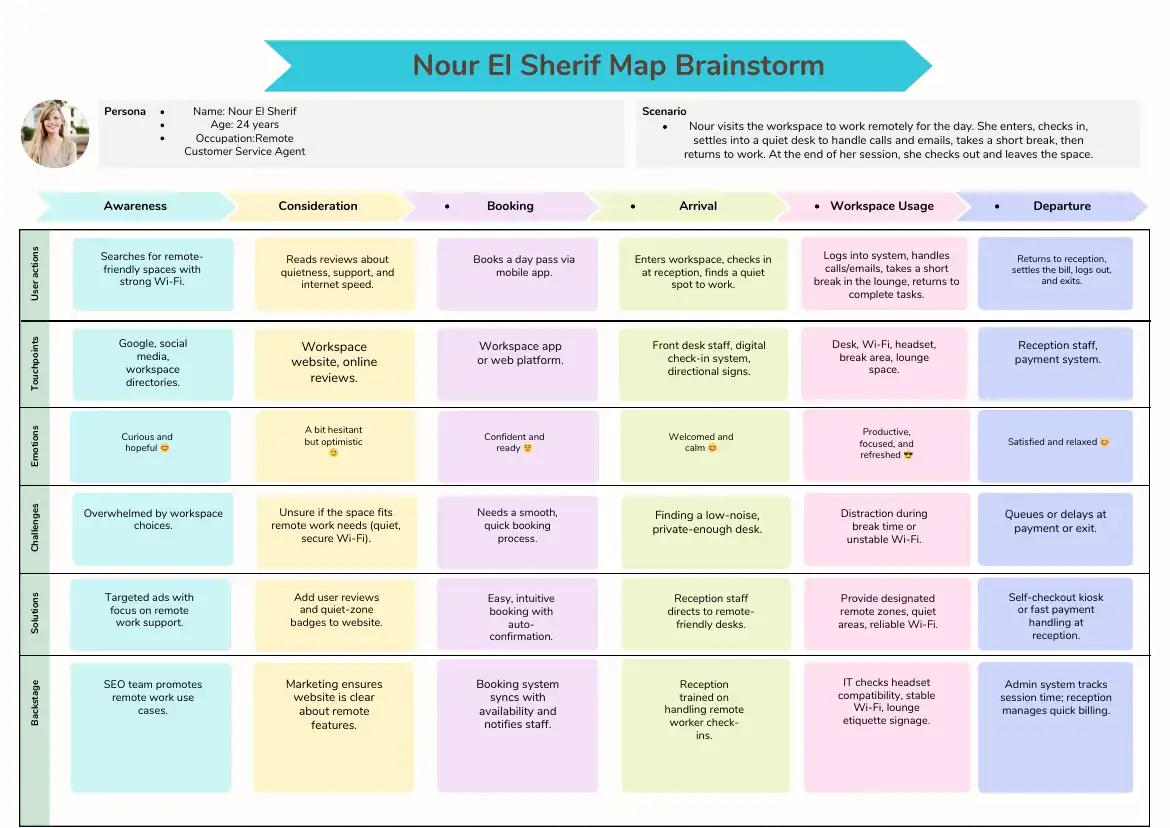 Nour El Sherif Map Brainstorm
Persona
• Name: Nour El Sherif
• Age: 24 years
• Occupation:Remote
Customer Service Agent
Scenario
• Nour visits the workspace to work remotely for the day. She enters, checks in,
settles into a quiet desk to handle calls and emails, takes a short break, then
returns to work. At the end of her session, she checks out and leaves the space.
Awareness
Consideration
• Booking
• Arrival
• Workspace Usage
• Departure
User actions
Searches for remote-
friendly spaces with
strong Wi-Fi.
Reads reviews about
quietness, support, and
internet speed.
Books a day pass via
mobile app.
Enters workspace, checks in
at reception, finds a quiet
spot to work.
Logs into system, handles
calls/emails, takes a short
break in the lounge, returns to
complete tasks.
Returns to reception,
settles the bill, logs out,
and exits.
Touchpoints
Google, social
media,
workspace
directories.
Workspace
website, online
reviews.
Workspace app
or web platform.
Front desk staff, digital
check-in system,
directional signs.
Desk, Wi-Fi, headset,
break area, lounge
space.
Reception staff,
payment system.
Emotions
Curious and
hopeful 😊
A bit hesitant
but optimistic
🙂
Confident and
ready 😌
Welcomed and
calm 😊
Productive,
focused, and
refreshed 😎
Satisfied and relaxed 😊
Challenges
Overwhelmed by workspace
choices.
Unsure if the space fits
remote work needs (quiet,
secure Wi-Fi).
Needs a smooth,
quick booking
process.
Finding a low-noise,
private-enough desk.
Distraction during
break time or
unstable Wi-Fi.
Queues or delays at
payment or exit.
Solutions
Targeted ads with
focus on remote
work support.
Add user reviews
and quiet-zone
badges to website.
Easy, intuitive
booking with
auto-
confirmation.
Reception staff
directs to remote-
friendly desks.
Provide designated
remote zones, quiet
areas, reliable Wi-Fi.
Self-checkout kiosk
or fast payment
handling at
reception.
Backstage
SEO team promotes
remote work use
cases.
Marketing ensures
website is clear
about remote
features.
Booking system
syncs with
availability and
notifies staff.
Reception
trained on
handling remote
worker check-
ins.
IT checks headset
compatibility, stable
Wi-Fi, lounge
etiquette signage.
Admin system tracks
session time; reception
manages quick billing.